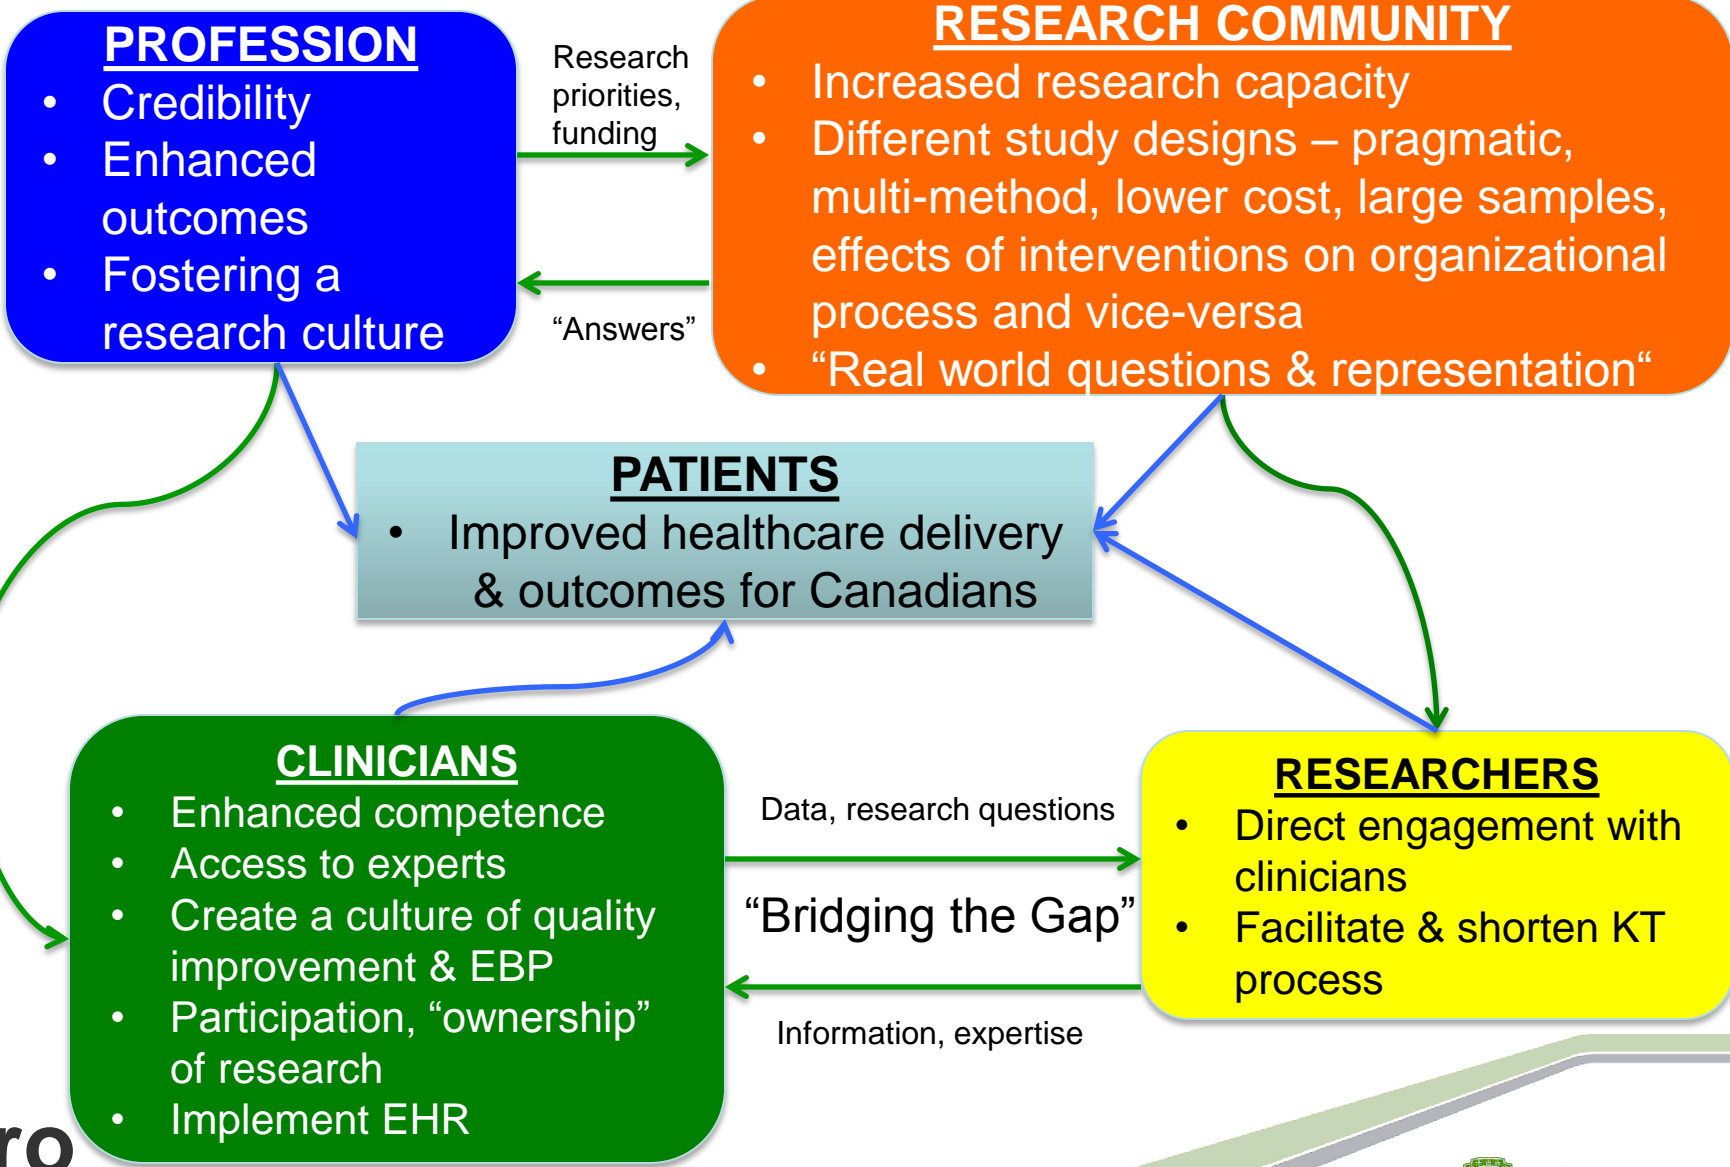 PROFESSION
• Credibility
• Enhanced
outcomes
• Fostering a
research culture
Research
priorities,
funding
“Answers”
RESEARCH COMMUNITY
• Increased research capacity
• Different study designs – pragmatic,
multi-method, lower cost, large samples,
effects of interventions on organizational
process and vice-versa
• “Real world questions & representation“
PATIENTS
• Improved healthcare delivery
& outcomes for Canadians
CLINICIANS
• Enhanced competence
• Access to experts
• Create a culture of quality
improvement & EBP
• Participation, “ownership”
of research
• Implement EHR
Data, research questions
“Bridging the Gap”
Information, expertise
RESEARCHERS
• Direct engagement with
clinicians
• Facilitate & shorten KT
process
ro